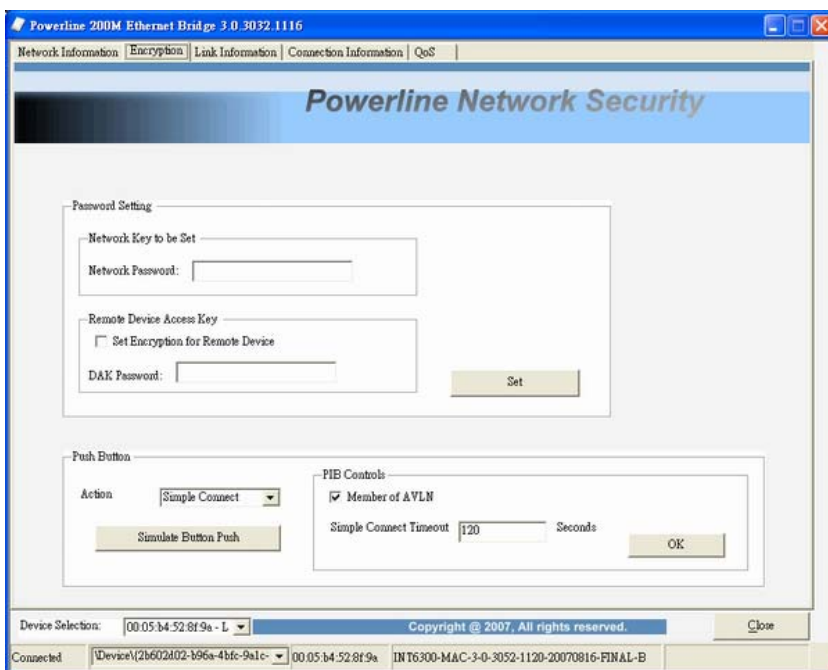 Powerline 200M Ethernet Bridge 3.0.3032.1116
Network Information Encryption Link Information Connection Information QoS
Powerline Network Security
Password Setting
Network Key to be Set
Network Password:
Remote Device Access Key
Set Encryption for Remote Device
DAK Password:
Set
Push Button
PIB Controls
Action Simple Connect
Member of AVLN
Simple Connect Timeout 120 Seconds
Simulate Button Push
OK
Device Selection: 00:05:b4:52:8f:9a - L Copyright @ 2007, All rights reserved. Close
Connected \Device\{2b602d02-b96a-4bfc-9a1c- 00:05:b4:52:8f:9a INT6300-MAC-3-0-3052-1120-20070816-FINAL-B